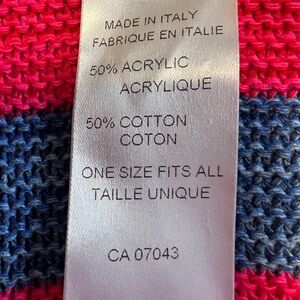 MADE IN ITALY
FABRIQUE EN ITALIE
50% ACRYLIC
ACRYLIQUE
50% COTTON
COTON
ONE SIZE FITS ALL
TAILLE UNIQUE
CA 07043